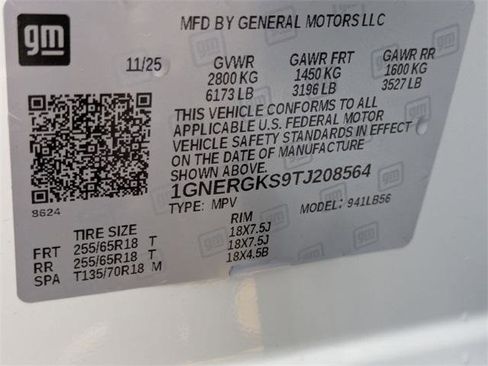 gm
MFD BY GENERAL MOTORS LLC
11/25 GVWR GAWR FRT GAWR RR
2800 KG 1450 KG 1600 KG
6173 LB 3196 LB 3527 LB
THIS VEHICLE CONFORMS TO ALL
APPLICABLE U.S. FEDERAL MOTOR
VEHICLE SAFETY STANDARDS IN EFFECT
ON THE DATE OF MANUFACTURE
SHOWN ABOVE.
1GNERGKS9TJ208564
8624
TYPE: MPV MODEL: 941LB56
TIRE SIZE RIM
FRT 255/65R18 T 18X7.5J
RR 255/65R18 T 18X7.5J
SPA T135/70R18 M 18X4.5B
gm